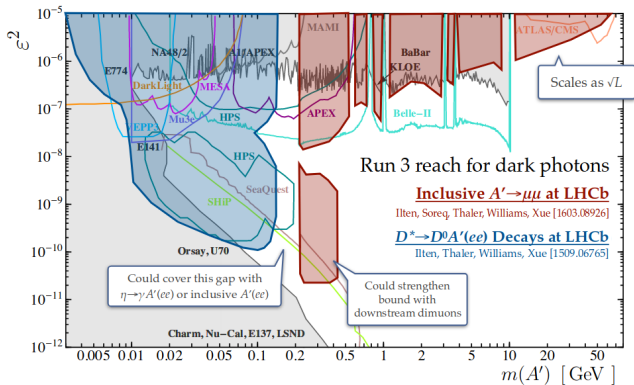 ε²
10⁻⁵
10⁻⁶
10⁻⁷
10⁻⁸
10⁻⁹
10⁻¹⁰
10⁻¹¹
10⁻¹²
NA48/2
A1/APEX
MAMI
ATLAS/CMS
E774
BaBar
KLOE
DarkLight
MESA
Scales as √L
Mu3e
HPS
APEX
Belle-II
E141
HPS
SeaQuest
SHiP
Run 3 reach for dark photons
Inclusive A′→μμ at LHCb
Ilten, Soreq, Thaler, Williams, Xue [1603.08926]
D*→D⁰A′(ee) Decays at LHCb
Ilten, Thaler, Williams, Xue [1509.06765]
Orsay, U70
Could cover this gap with
η→γA′(ee) or inclusive A′(ee)
Could strengthen
bound with
downstream dimuons
Charm, Nu-Cal, E137, LSND
0.005 0.01 0.02 0.05 0.1 0.2 0.5 1 2 5 10 20 50
m(A′) [ GeV ]